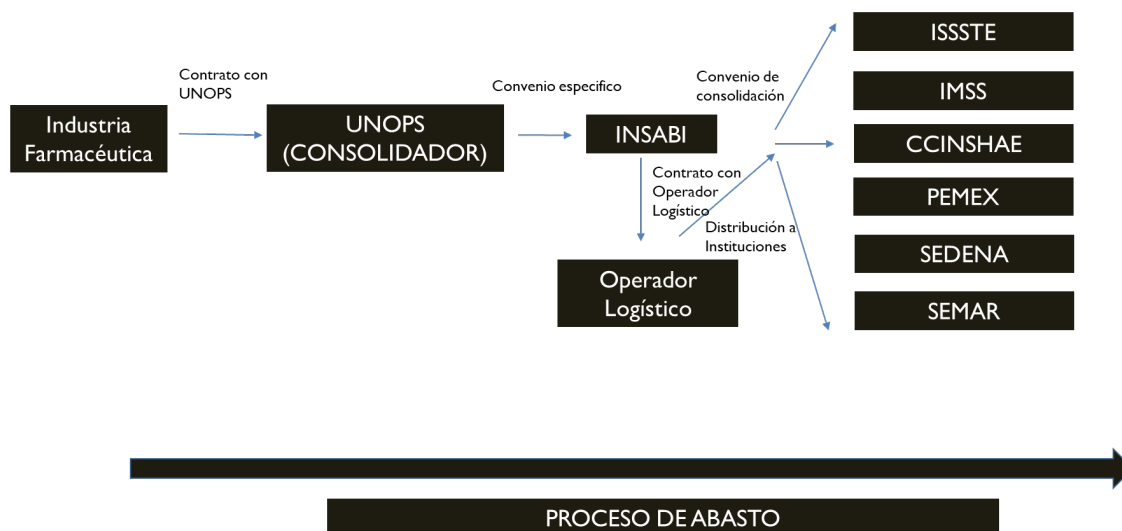 Industria
Farmacéutica
Contrato con
UNOPS
UNOPS
(CONSOLIDADOR)
Convenio especifico
INSABI
Contrato con
Operador
Logístico
Operador
Logístico
Convenio de
consolidación
Distribución a
Instituciones
ISSSTE
IMSS
CCINSHAE
PEMEX
SEDENA
SEMAR
PROCESO DE ABASTO